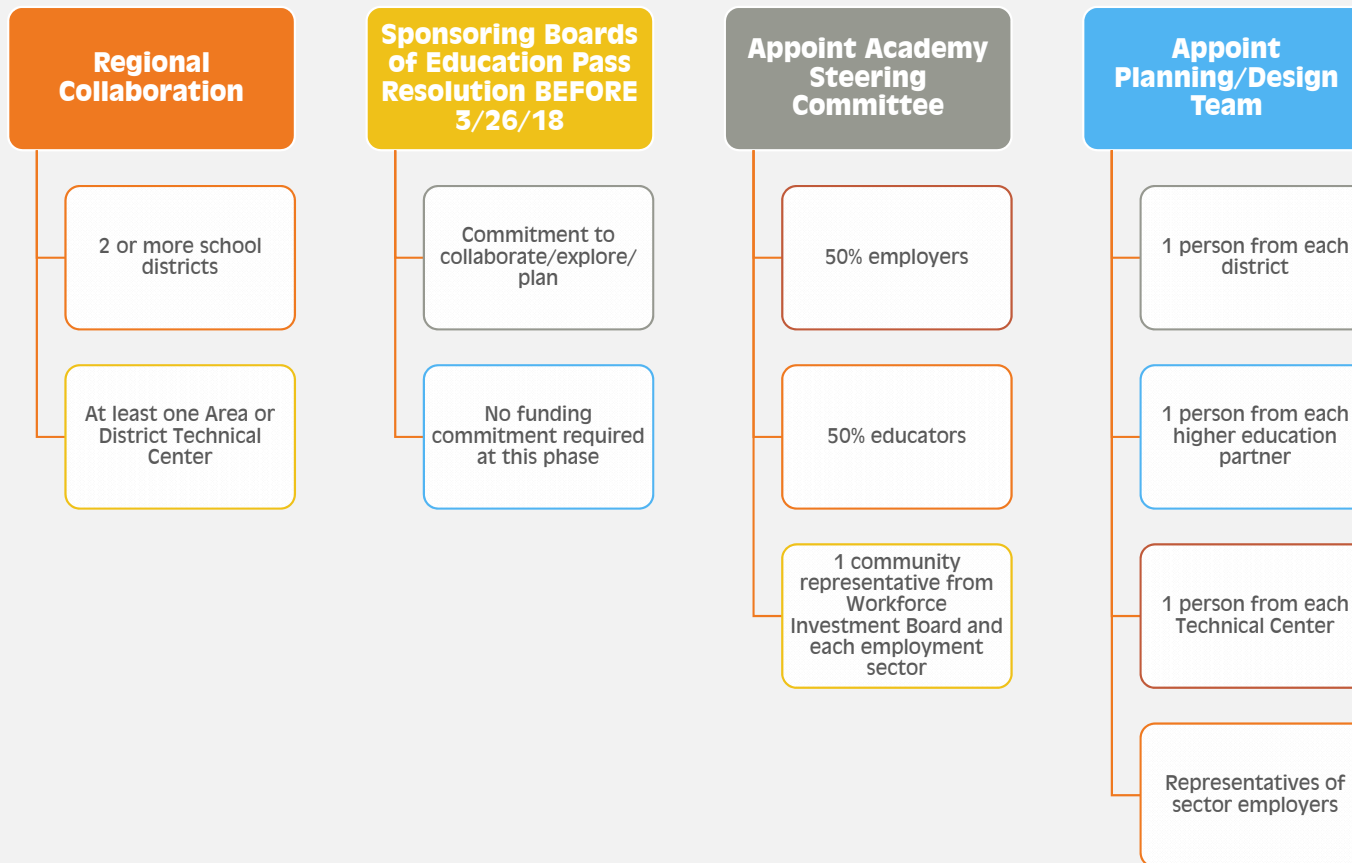 Regional
Collaboration
2 or more school
districts
At least one Area or
District Technical
Center
Sponsoring Boards
of Education Pass
Resolution BEFORE
3/26/18
Commitment to
collaborate/explore/
plan
No funding
commitment required
at this phase
Appoint Academy
Steering
Committee
50% employers
50% educators
1 community
representative from
Workforce
Investment Board and
each employment
sector
Appoint
Planning/Design
Team
1 person from each
district
1 person from each
higher education
partner
1 person from each
Technical Center
Representatives of
sector employers